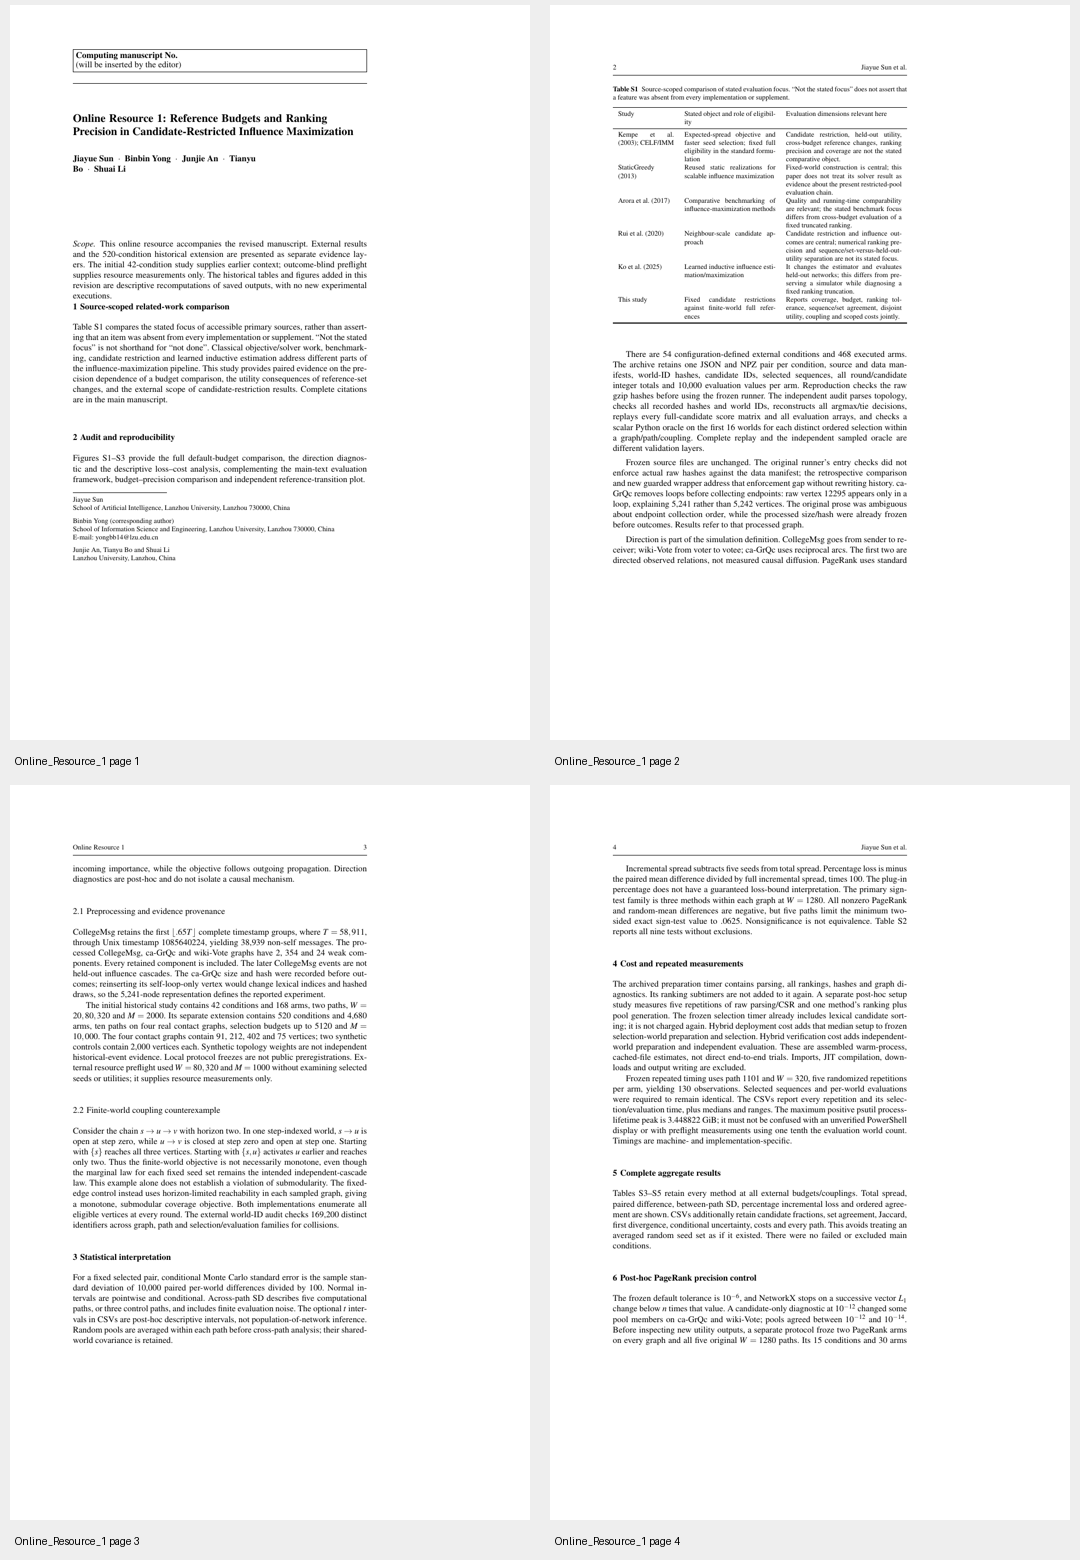 Computing manuscript No.
(will be inserted by the editor)
Online Resource 1: Reference Budgets and Ranking
Precision in Candidate-Restricted Influence Maximization
Jiayue Sun · Binbin Yong · Junjie An · Tianyu
Bo · Shuai Li
Scope. This online resource accompanies the revised manuscript. External results
and the 520-condition historical extension are presented as separate evidence lay-
ers. The initial 42-condition study supplies earlier context; outcome-blind preflight
supplies resource measurements only. The historical tables and figures added in this
revision are descriptive recomputations of saved outputs, with no new experimental
executions.
1 Source-scoped related-work comparison
Table S1 compares the stated focus of accessible primary sources, rather than assert-
ing that an item was absent from every implementation or supplement. “Not the stated
focus” is not shorthand for “not done”. Classical objective/solver work, benchmark-
ing, candidate restriction and learned inductive estimation address different parts of
the influence-maximization pipeline. This study provides paired evidence on the pre-
cision dependence of a budget comparison, the utility consequences of reference-set
changes, and the external scope of candidate-restriction results. Complete citations
are in the main manuscript.
2 Audit and reproducibility
Figures S1–S3 provide the full default-budget comparison, the direction diagnos-
tic and the descriptive loss–cost analysis, complementing the main-text evaluation
framework, budget–precision comparison and independent reference-transition plot.
Jiayue Sun
School of Artificial Intelligence, Lanzhou University, Lanzhou 730000, China
Binbin Yong (corresponding author)
School of Information Science and Engineering, Lanzhou University, Lanzhou 730000, China
E-mail: yongbb14@lzu.edu.cn
Junjie An, Tianyu Bo and Shuai Li
Lanzhou University, Lanzhou, China
Online_Resource_1 page 1
2 Jiayue Sun et al.
Table S1 Source-scoped comparison of stated evaluation focus. “Not the stated focus” does not assert that
a feature was absent from every implementation or supplement.
Study Stated object and role of eligibil- Evaluation dimensions relevant here
ity
Kempe et al. Expected-spread objective and Candidate restriction, held-out utility,
(2003); CELF/IMM faster seed selection; fixed full cross-budget reference changes, ranking
eligibility in the standard formu- precision and coverage are not the stated
lation comparative object.
StaticGreedy Reused static realizations for Fixed-world construction is central; this
(2013) scalable influence maximization paper does not treat its solver result as
evidence about the present restricted-pool
evaluation chain.
Arora et al. (2017) Comparative benchmarking of Quality and running-time comparability
influence-maximization methods are relevant; the stated benchmark focus
differs from cross-budget evaluation of a
fixed truncated ranking.
Rui et al. (2020) Neighbour-scale candidate ap- Candidate restriction and influence out-
proach comes are central; numerical ranking pre-
cision and sequence/set-versus-held-out-
utility separation are not its stated focus.
Ko et al. (2025) Learned inductive influence esti- It changes the estimator and evaluates
mation/maximization held-out networks; this differs from pre-
serving a simulator while diagnosing a
fixed ranking truncation.
This study Fixed candidate restrictions Reports coverage, budget, ranking tol-
against finite-world full refer- erance, sequence/set agreement, disjoint
ences utility, coupling and scoped costs jointly.
There are 54 configuration-defined external conditions and 468 executed arms.
The archive retains one JSON and NPZ pair per condition, source and data man-
ifests, world-ID hashes, candidate IDs, selected sequences, all round/candidate
integer totals and 10,000 evaluation values per arm. Reproduction checks the raw
gzip hashes before using the frozen runner. The independent audit parses topology,
checks all recorded hashes and world IDs, reconstructs all argmax/tie decisions,
replays every full-candidate score matrix and all evaluation arrays, and checks a
scalar Python oracle on the first 16 worlds for each distinct ordered selection within
a graph/path/coupling. Complete replay and the independent sampled oracle are
different validation layers.
Frozen source files are unchanged. The original runner's entry checks did not
enforce actual raw hashes against the data manifest; the retrospective comparison
and new guarded wrapper address that enforcement gap without rewriting history. ca-
GrQc removes loops before collecting endpoints: raw vertex 12295 appears only in a
loop, explaining 5,241 rather than 5,242 vertices. The original prose was ambiguous
about endpoint collection order, while the processed size/hash were already frozen
before outcomes. Results refer to that processed graph.
Direction is part of the simulation definition. CollegeMsg goes from sender to re-
ceiver; wiki-Vote from voter to votee; ca-GrQc uses reciprocal arcs. The first two are
directed observed relations, not measured causal diffusion. PageRank uses standard
Online_Resource_1 page 2
Online Resource 1 3
incoming importance, while the objective follows outgoing propagation. Direction
diagnostics are post-hoc and do not isolate a causal mechanism.
2.1 Preprocessing and evidence provenance
CollegeMsg retains the first ⌊.65T⌋ complete timestamp groups, where T = 58,911,
through Unix timestamp 1085640224, yielding 38,939 non-self messages. The pro-
cessed CollegeMsg, ca-GrQc and wiki-Vote graphs have 2, 354 and 24 weak com-
ponents. Every retained component is included. The later CollegeMsg events are not
held-out influence cascades. The ca-GrQc size and hash were recorded before out-
comes; reinserting its self-loop-only vertex would change lexical indices and hashed
draws, so the 5,241-node representation defines the reported experiment.
The initial historical study contains 42 conditions and 168 arms, two paths, W =
20,80,320 and M = 2000. Its separate extension contains 520 conditions and 4,680
arms, ten paths on four real contact graphs, selection budgets up to 5120 and M =
10,000. The four contact graphs contain 91, 212, 402 and 75 vertices; two synthetic
controls contain 2,000 vertices each. Synthetic topology weights are not independent
historical-event evidence. Local protocol freezes are not public preregistrations. Ex-
ternal resource preflight used W = 80,320 and M = 1000 without examining selected
seeds or utilities; it supplies resource measurements only.
2.2 Finite-world coupling counterexample
Consider the chain s → u → v with horizon two. In one step-indexed world, s → u is
open at step zero, while u → v is closed at step zero and open at step one. Starting
with {s} reaches all three vertices. Starting with {s,u} activates u earlier and reaches
only two. Thus the finite-world objective is not necessarily monotone, even though
the marginal law for each fixed seed set remains the intended independent-cascade
law. This example alone does not establish a violation of submodularity. The fixed-
edge control instead uses horizon-limited reachability in each sampled graph, giving
a monotone, submodular coverage objective. Both implementations enumerate all
eligible vertices at every round. The external world-ID audit checks 169,200 distinct
identifiers across graph, path and selection/evaluation families for collisions.
3 Statistical interpretation
For a fixed selected pair, conditional Monte Carlo standard error is the sample stan-
dard deviation of 10,000 paired per-world differences divided by 100. Normal in-
tervals are pointwise and conditional. Across-path SD describes five computational
paths, or three control paths, and includes finite evaluation noise. The optional t inter-
vals in CSVs are post-hoc descriptive intervals, not population-of-network inference.
Random pools are averaged within each path before cross-path analysis; their shared-
world covariance is retained.
Online_Resource_1 page 3
4 Jiayue Sun et al.
Incremental spread subtracts five seeds from total spread. Percentage loss is minus
the paired mean difference divided by full incremental spread, times 100. The plug-in
percentage does not have a guaranteed loss-bound interpretation. The primary sign-
test family is three methods within each graph at W = 1280. All nonzero PageRank
and random-mean differences are negative, but five paths limit the minimum two-
sided exact sign-test value to .0625. Nonsignificance is not equivalence. Table S2
reports all nine tests without exclusions.
4 Cost and repeated measurements
The archived preparation timer contains parsing, all rankings, hashes and graph di-
agnostics. Its ranking subtimers are not added to it again. A separate post-hoc setup
study measures five repetitions of raw parsing/CSR and one method's ranking plus
pool generation. The frozen selection timer already includes lexical candidate sort-
ing; it is not charged again. Hybrid deployment cost adds that median setup to frozen
selection-world preparation and selection. Hybrid verification cost adds independent-
world preparation and independent evaluation. These are assembled warm-process,
cached-file estimates, not direct end-to-end trials. Imports, JIT compilation, down-
loads and output writing are excluded.
Frozen repeated timing uses path 1101 and W = 320, five randomized repetitions
per arm, yielding 130 observations. Selected sequences and per-world evaluations
were required to remain identical. The CSVs report every repetition and its selec-
tion/evaluation time, plus medians and ranges. The maximum positive psutil process-
lifetime peak is 3.448822 GiB; it must not be confused with an unverified PowerShell
display or with preflight measurements using one tenth the evaluation world count.
Timings are machine- and implementation-specific.
5 Complete aggregate results
Tables S3–S5 retain every method at all external budgets/couplings. Total spread,
paired difference, between-path SD, percentage incremental loss and ordered agree-
ment are shown. CSVs additionally retain candidate fractions, set agreement, Jaccard,
first divergence, conditional uncertainty, costs and every path. This avoids treating an
averaged random seed set as if it existed. There were no failed or excluded main
conditions.
6 Post-hoc PageRank precision control
The frozen default tolerance is 10⁻⁶, and NetworkX stops on a successive vector L₁
change below n times that value. A candidate-only diagnostic at 10⁻¹² changed some
pool members on ca-GrQc and wiki-Vote; pools agreed between 10⁻¹² and 10⁻¹⁴.
Before inspecting new utility outputs, a separate protocol froze two PageRank arms
on every graph and all five original W = 1280 paths. Its 15 conditions and 30 arms
Online_Resource_1 page 4